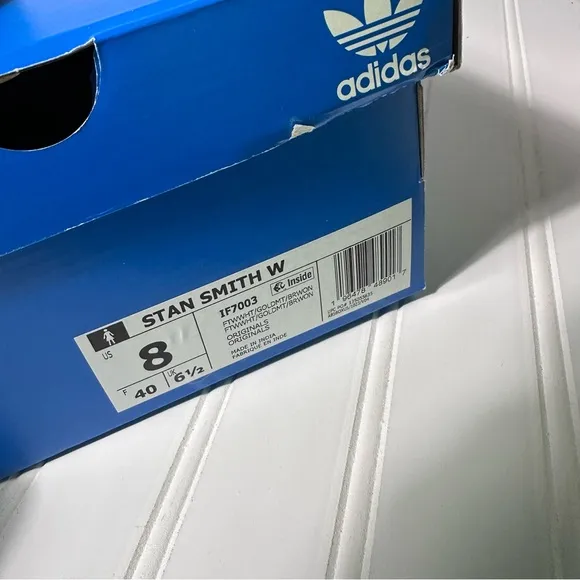 adidas
STAN SMITH W
US
8
F
40
UK
6½
IF7003
Inside
FTWWHT/GOLDMT/BRWON
FTWWHT/GOLDMT/BRWON
ORIGINALS
ORIGINALS
MADE IN INDIA
FABRIQUE EN INDE